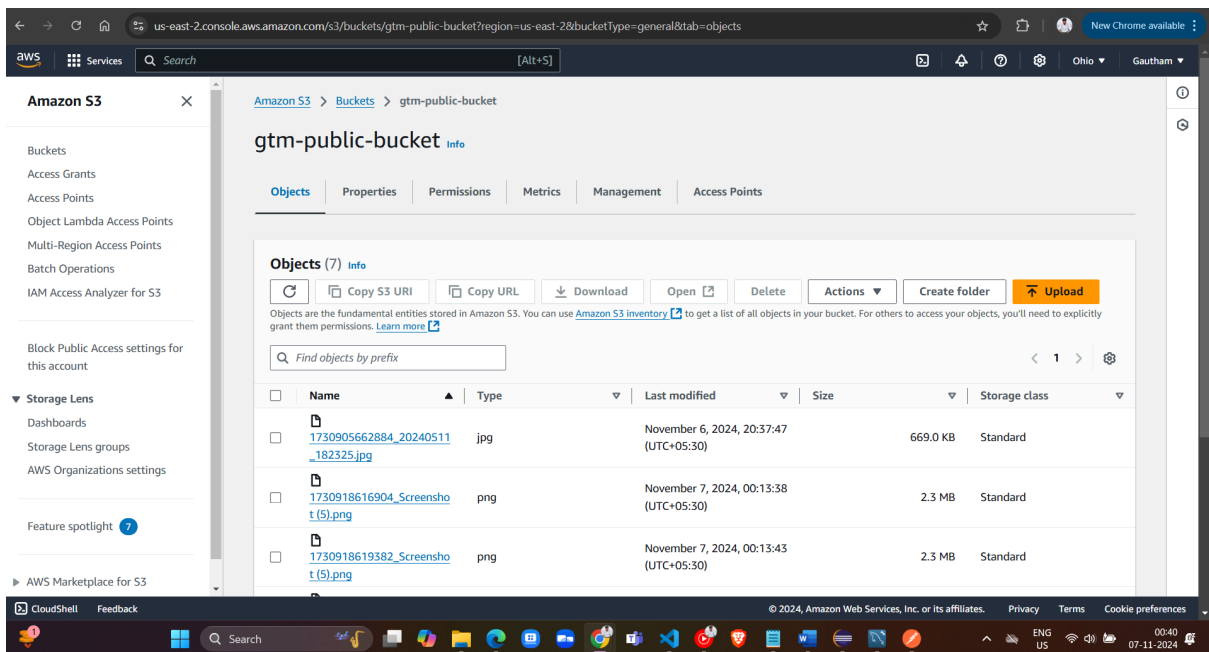 us-east-2.console.aws.amazon.com/s3/buckets/gtm-public-bucket?region=us-east-2&bucketType=general&tab=objects
New Chrome available
aws
Services
Search
[Alt+S]
Ohio
Gautham
Amazon S3
Buckets
Access Grants
Access Points
Object Lambda Access Points
Multi-Region Access Points
Batch Operations
IAM Access Analyzer for S3
Block Public Access settings for
this account
Storage Lens
Dashboards
Storage Lens groups
AWS Organizations settings
Feature spotlight 7
AWS Marketplace for S3
Amazon S3 > Buckets > gtm-public-bucket
gtm-public-bucket Info
Objects Properties Permissions Metrics Management Access Points
Objects (7) Info
Copy S3 URI Copy URL Download Open Delete Actions Create folder Upload
Objects are the fundamental entities stored in Amazon S3. You can use Amazon S3 inventory to get a list of all objects in your bucket. For others to access your objects, you'll need to explicitly
grant them permissions. Learn more
Find objects by prefix
1
Name Type Last modified Size Storage class
1730905662884_20240511
_182325.jpg
jpg
November 6, 2024, 20:37:47
(UTC+05:30)
669.0 KB
Standard
1730918616904_Screensho
t (5).png
png
November 7, 2024, 00:13:38
(UTC+05:30)
2.3 MB
Standard
1730918619382_Screensho
t (5).png
png
November 7, 2024, 00:13:43
(UTC+05:30)
2.3 MB
Standard
CloudShell Feedback
© 2024, Amazon Web Services, Inc. or its affiliates. Privacy Terms Cookie preferences
1
Search
ENG
US
00:40
07-11-2024